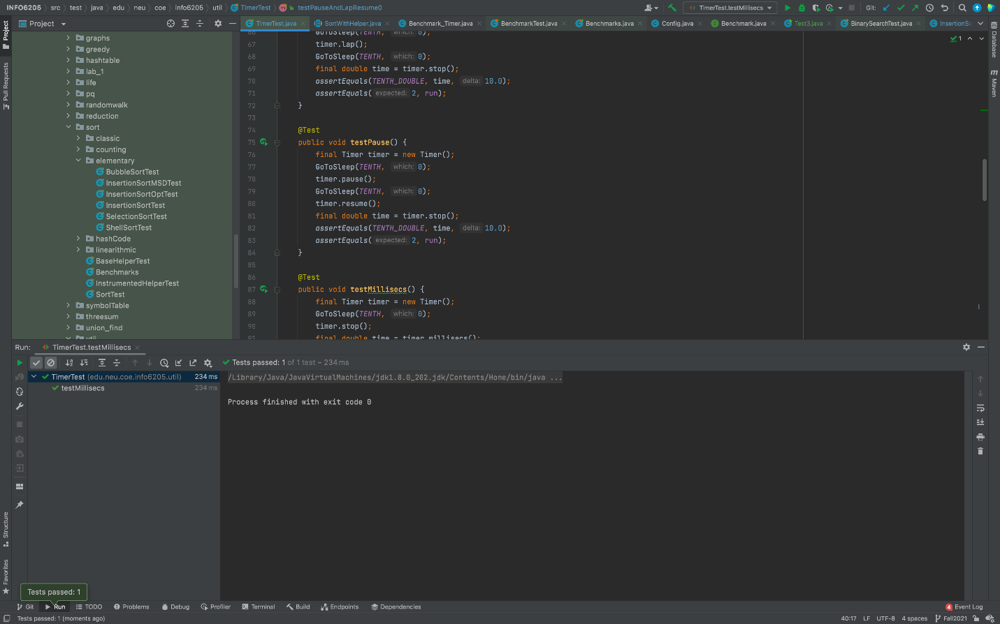 INFO6205 src test java edu neu coe info6205 util TimerTest testPauseAndLapResume0
TimerTest.testMillisecs
Git:
Project
TimerTest.java SortWithHelper.java Benchmark_Timer.java BenchmarkTest.java Benchmarks.java Config.java Benchmark.java Test3.java BinarySearchTest.java InsertionSo
Project
Pull Requests
Structure
Favorites
Database
Maven
graphs
greedy
hashtable
lab_1
life
pq
randomwalk
reduction
sort
classic
counting
elementary
BubbleSortTest
InsertionSortMSDTest
InsertionSortOptTest
InsertionSortTest
SelectionSortTest
ShellSortTest
hashCode
linearithmic
BaseHelperTest
Benchmarks
InstrumentedHelperTest
SortTest
symbolTable
threesum
union_find
util
1
66 GoToSleep(TENTH, which: 0);
67 timer.lap();
68 GoToSleep(TENTH, which: 0);
69 final double time = timer.stop();
70 assertEquals(TENTH_DOUBLE, time, delta: 10.0);
71 assertEquals( expected: 2, run);
72 }
73
74 @Test
75 public void testPause() {
76 final Timer timer = new Timer();
77 GoToSleep(TENTH, which: 0);
78 timer.pause();
79 GoToSleep(TENTH, which: 0);
80 timer.resume();
81 final double time = timer.stop();
82 assertEquals(TENTH_DOUBLE, time, delta: 10.0);
83 assertEquals( expected: 2, run);
84 }
85
86 @Test
87 public void testMillisecs() {
88 final Timer timer = new Timer();
89 GoToSleep(TENTH, which: 0);
90 timer.stop();
91 final double time = timer.millisecs();
Run: TimerTest.testMillisecs
Tests passed: 1 of 1 test – 234 ms
TimerTest (edu.neu.coe.info6205.util) 234 ms
testMillisecs 234 ms
/Library/Java/JavaVirtualMachines/jdk1.8.0_202.jdk/Contents/Home/bin/java ...
Process finished with exit code 0
Tests passed: 1
Git Run TODO Problems Debug Profiler Terminal Build Endpoints Dependencies
4 Event Log
Tests passed: 1 (moments ago)
40:17 LF UTF-8 4 spaces Fall2021